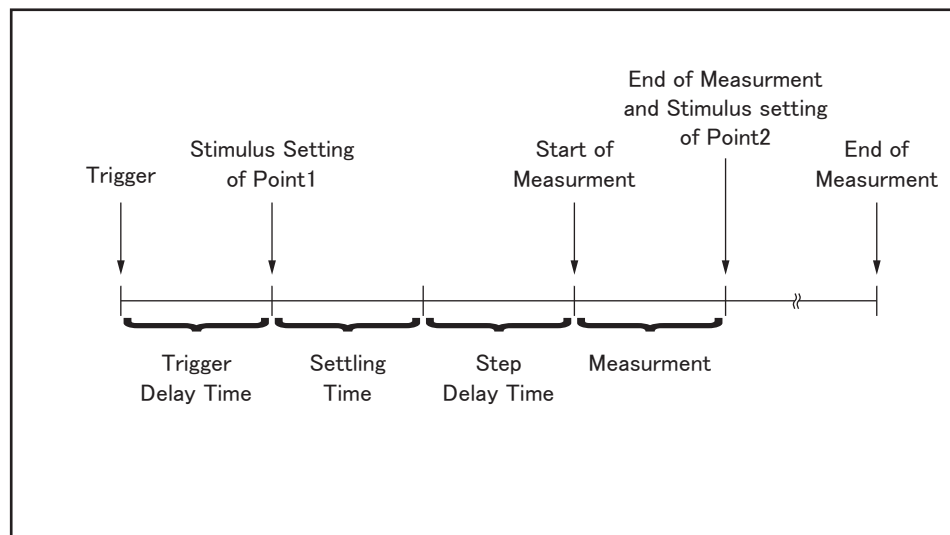 Trigger
Stimulus Setting
of Point1
Start of
Measurment
End of Measurment
and Stimulus setting
of Point2
End of
Measurment
Trigger
Delay Time
Settling
Time
Step
Delay Time
Measurment